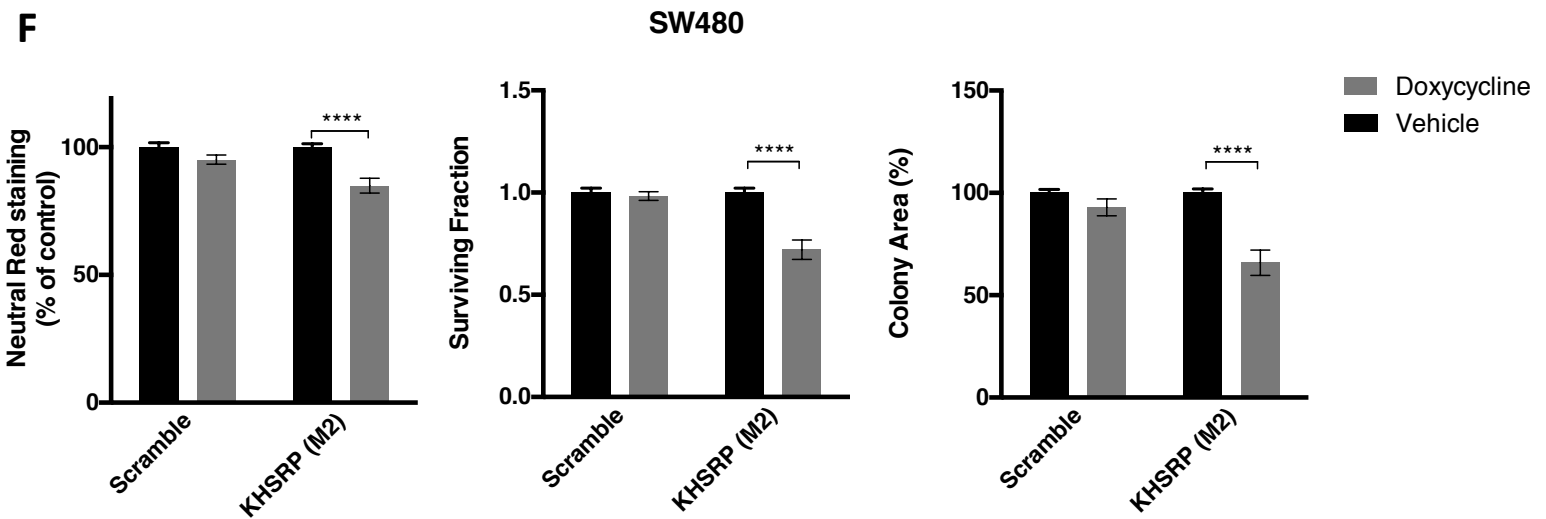 F
SW480
Neutral Red staining
(% of control)
100
50
0
****
Scramble
KHSRP (M2)
Surviving Fraction
1.5
1.0
0.5
0.0
****
Scramble
KHSRP (M2)
Colony Area (%)
150
100
50
0
****
Scramble
KHSRP (M2)
Doxycycline
Vehicle